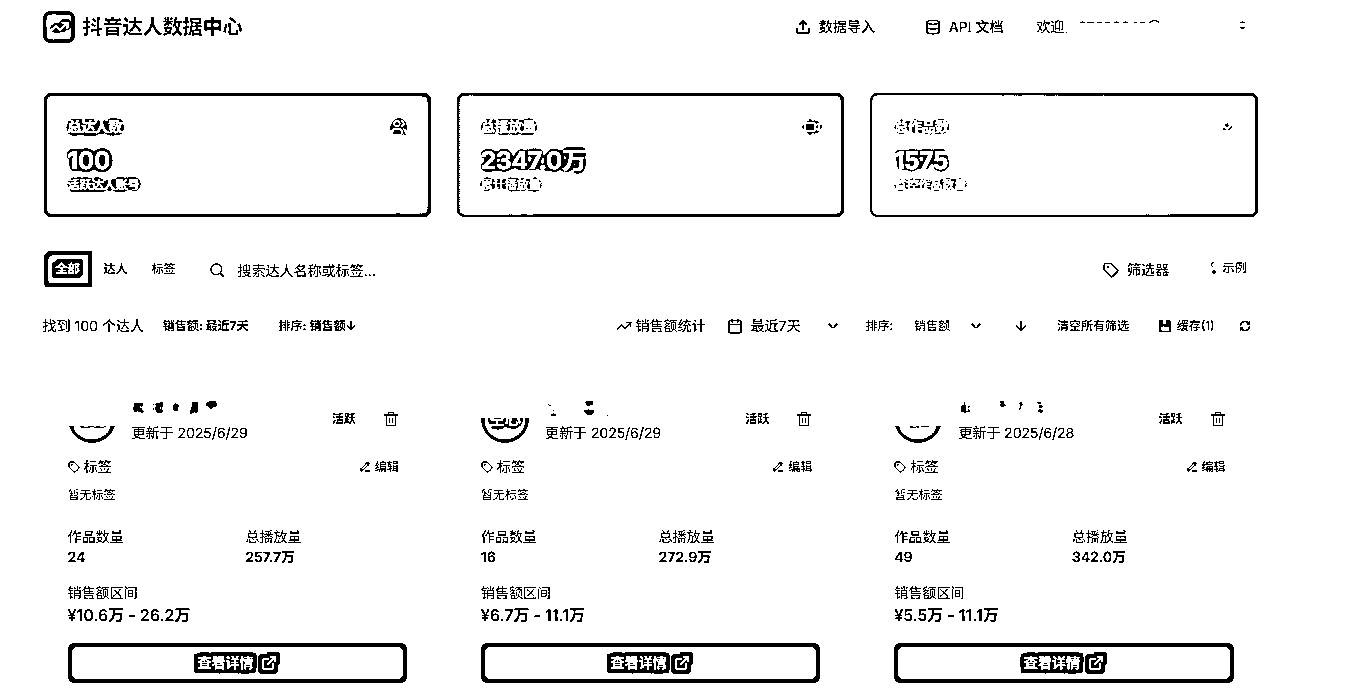 抖音达人数据中心
数据导入
API 文档
欢迎
总达人数
总播放量
总作品数
100
2347.0万
1575
活跃达人账号
累计播放量
全部
达人
标签
搜索达人名称或标签...
筛选器
示例
找到 100 个达人
销售额: 最近7天
排序: 销售额↓
销售额统计
最近7天
排序:
销售额
清空所有筛选
缓存(1)
更新于 2025/6/29
活跃
标签
编辑
暂无标签
作品数量
总播放量
24
257.7万
销售额区间
¥10.6万 - 26.2万
查看详情
更新于 2025/6/29
活跃
标签
编辑
暂无标签
作品数量
总播放量
16
272.9万
销售额区间
¥6.7万 - 11.1万
查看详情
更新于 2025/6/28
活跃
标签
编辑
暂无标签
作品数量
总播放量
49
342.0万
销售额区间
¥5.5万 - 11.1万
查看详情